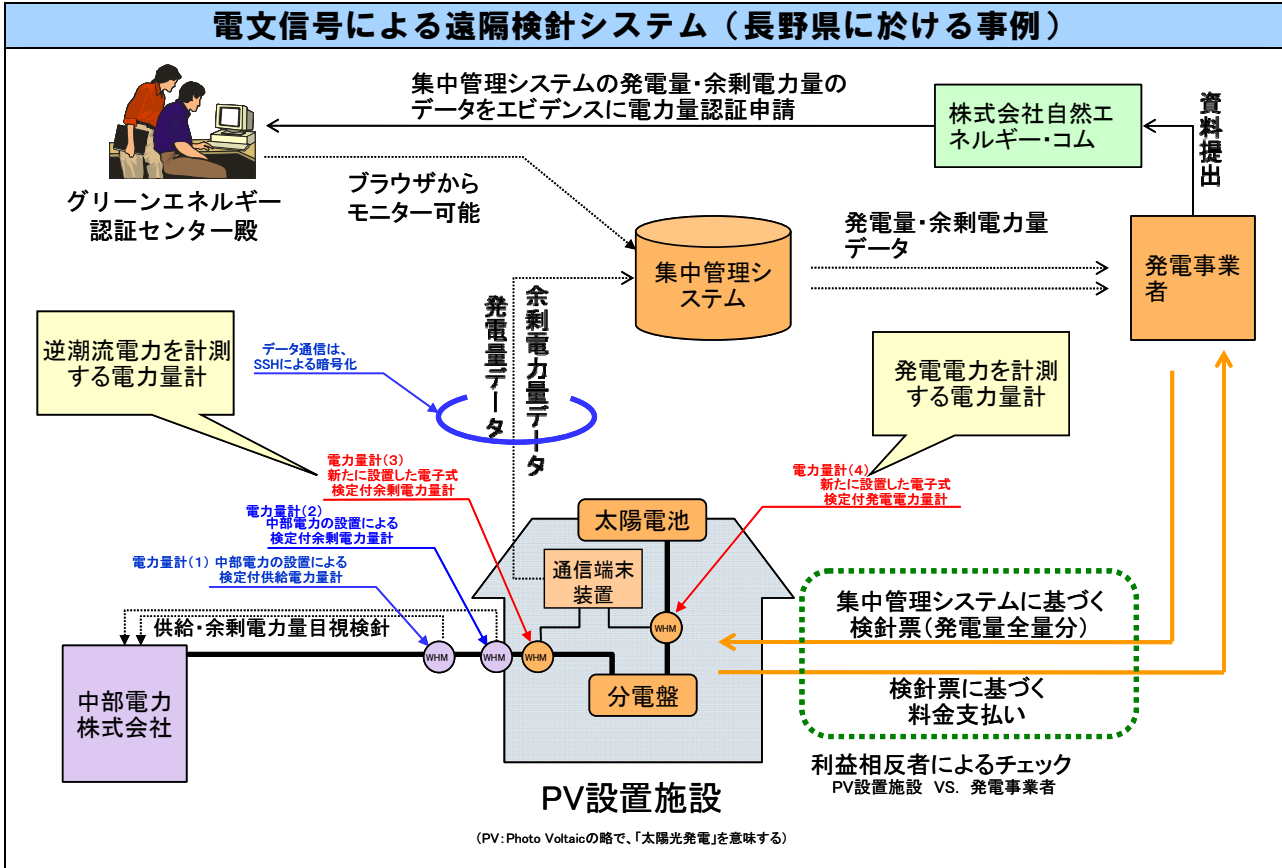 電文信号による遠隔検針システム（長野県に於ける事例）
集中管理システムの発電量・余剰電力量の
データをエビデンスに電力量認証申請
株式会社自然エ
ネルギー・コム
資料提出
グリーンエネルギー
認証センター殿
ブラウザから
モニター可能
集中管理シ
ステム
発電量・余剰電力量
データ
発電事業
者
逆潮流電力を計測
する電力量計
データ通信は、
SSHによる暗号化
発電量データ
余剰電力量データ
発電電力を計測
する電力量計
電力量計（3）
新たに設置した電子式
検定付余剰電力量計
電力量計（4）
新たに設置した電子式
検定付発電電力量計
電力量計（2）
中部電力の設置による
検定付余剰電力量計
電力量計（1） 中部電力の設置による
検定付供給電力量計
太陽電池
通信端末
装置
WHM
供給・余剰電力量目視検針
WHM
WHM
WHM
分電盤
中部電力
株式会社
集中管理システムに基づく
検針票（発電量全量分）
検針票に基づく
料金支払い
利益相反者によるチェック
PV設置施設 VS. 発電事業者
PV設置施設
（PV：Photo Voltaicの略で、「太陽光発電」を意味する）